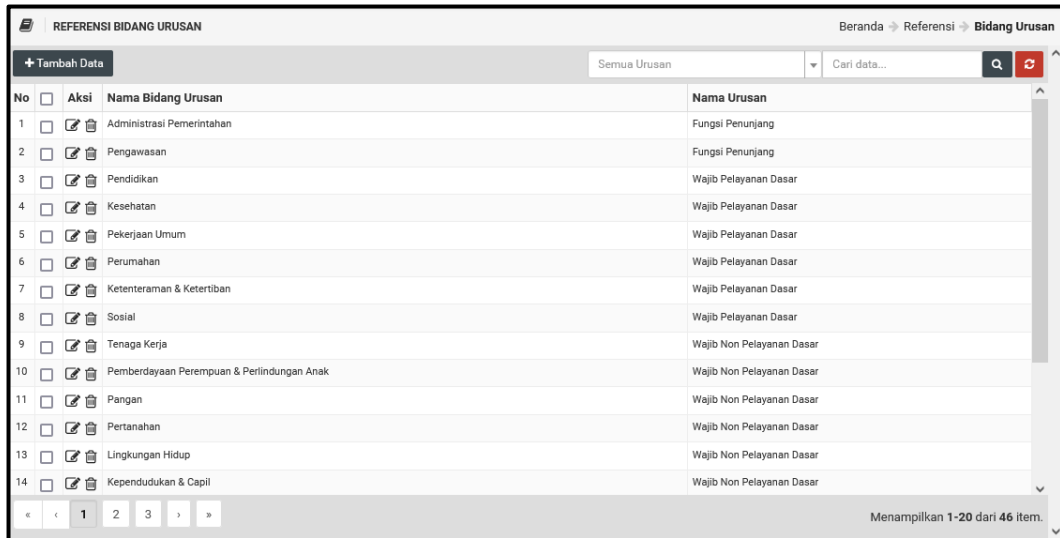 REFERENSI BIDANG URUSAN Beranda Referensi Bidang Urusan
Tambah Data Semua Urusan Cari data...
No Aksi Nama Bidang Urusan Nama Urusan
1 Administrasi Pemerintahan Fungsi Penunjang
2 Pengawasan Fungsi Penunjang
3 Pendidikan Wajib Pelayanan Dasar
4 Kesehatan Wajib Pelayanan Dasar
5 Pekerjaan Umum Wajib Pelayanan Dasar
6 Perumahan Wajib Pelayanan Dasar
7 Ketenteraman & Ketertiban Wajib Pelayanan Dasar
8 Sosial Wajib Pelayanan Dasar
9 Tenaga Kerja Wajib Non Pelayanan Dasar
10 Pemberdayaan Perempuan & Perlindungan Anak Wajib Non Pelayanan Dasar
11 Pangan Wajib Non Pelayanan Dasar
12 Pertanahan Wajib Non Pelayanan Dasar
13 Lingkungan Hidup Wajib Non Pelayanan Dasar
14 Kependudukan & Capil Wajib Non Pelayanan Dasar
« ‹ 1 2 3 › » Menampilkan 1-20 dari 46 item.